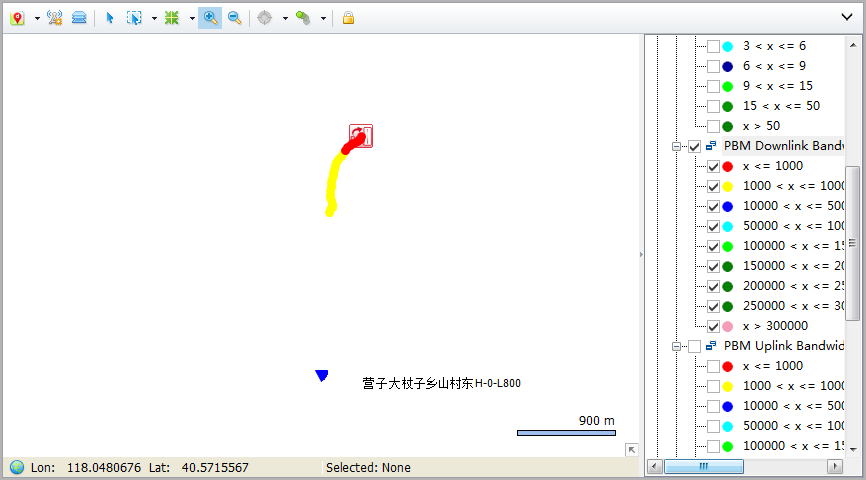 3 < x <= 6
6 < x <= 9
9 < x <= 15
15 < x <= 50
x > 50
PBM Downlink Bandw
x <= 1000
1000 < x <= 1000
10000 < x <= 500
50000 < x <= 100
100000 < x <= 15
150000 < x <= 20
200000 < x <= 25
250000 < x <= 30
x > 300000
PBM Uplink Bandwid
x <= 1000
1000 < x <= 1000
10000 < x <= 500
50000 < x <= 100
100000 < x <= 15
营子大杖子乡山村东H-0-L800
900 m
Lon: 118.0480676 Lat: 40.5715567 Selected: None